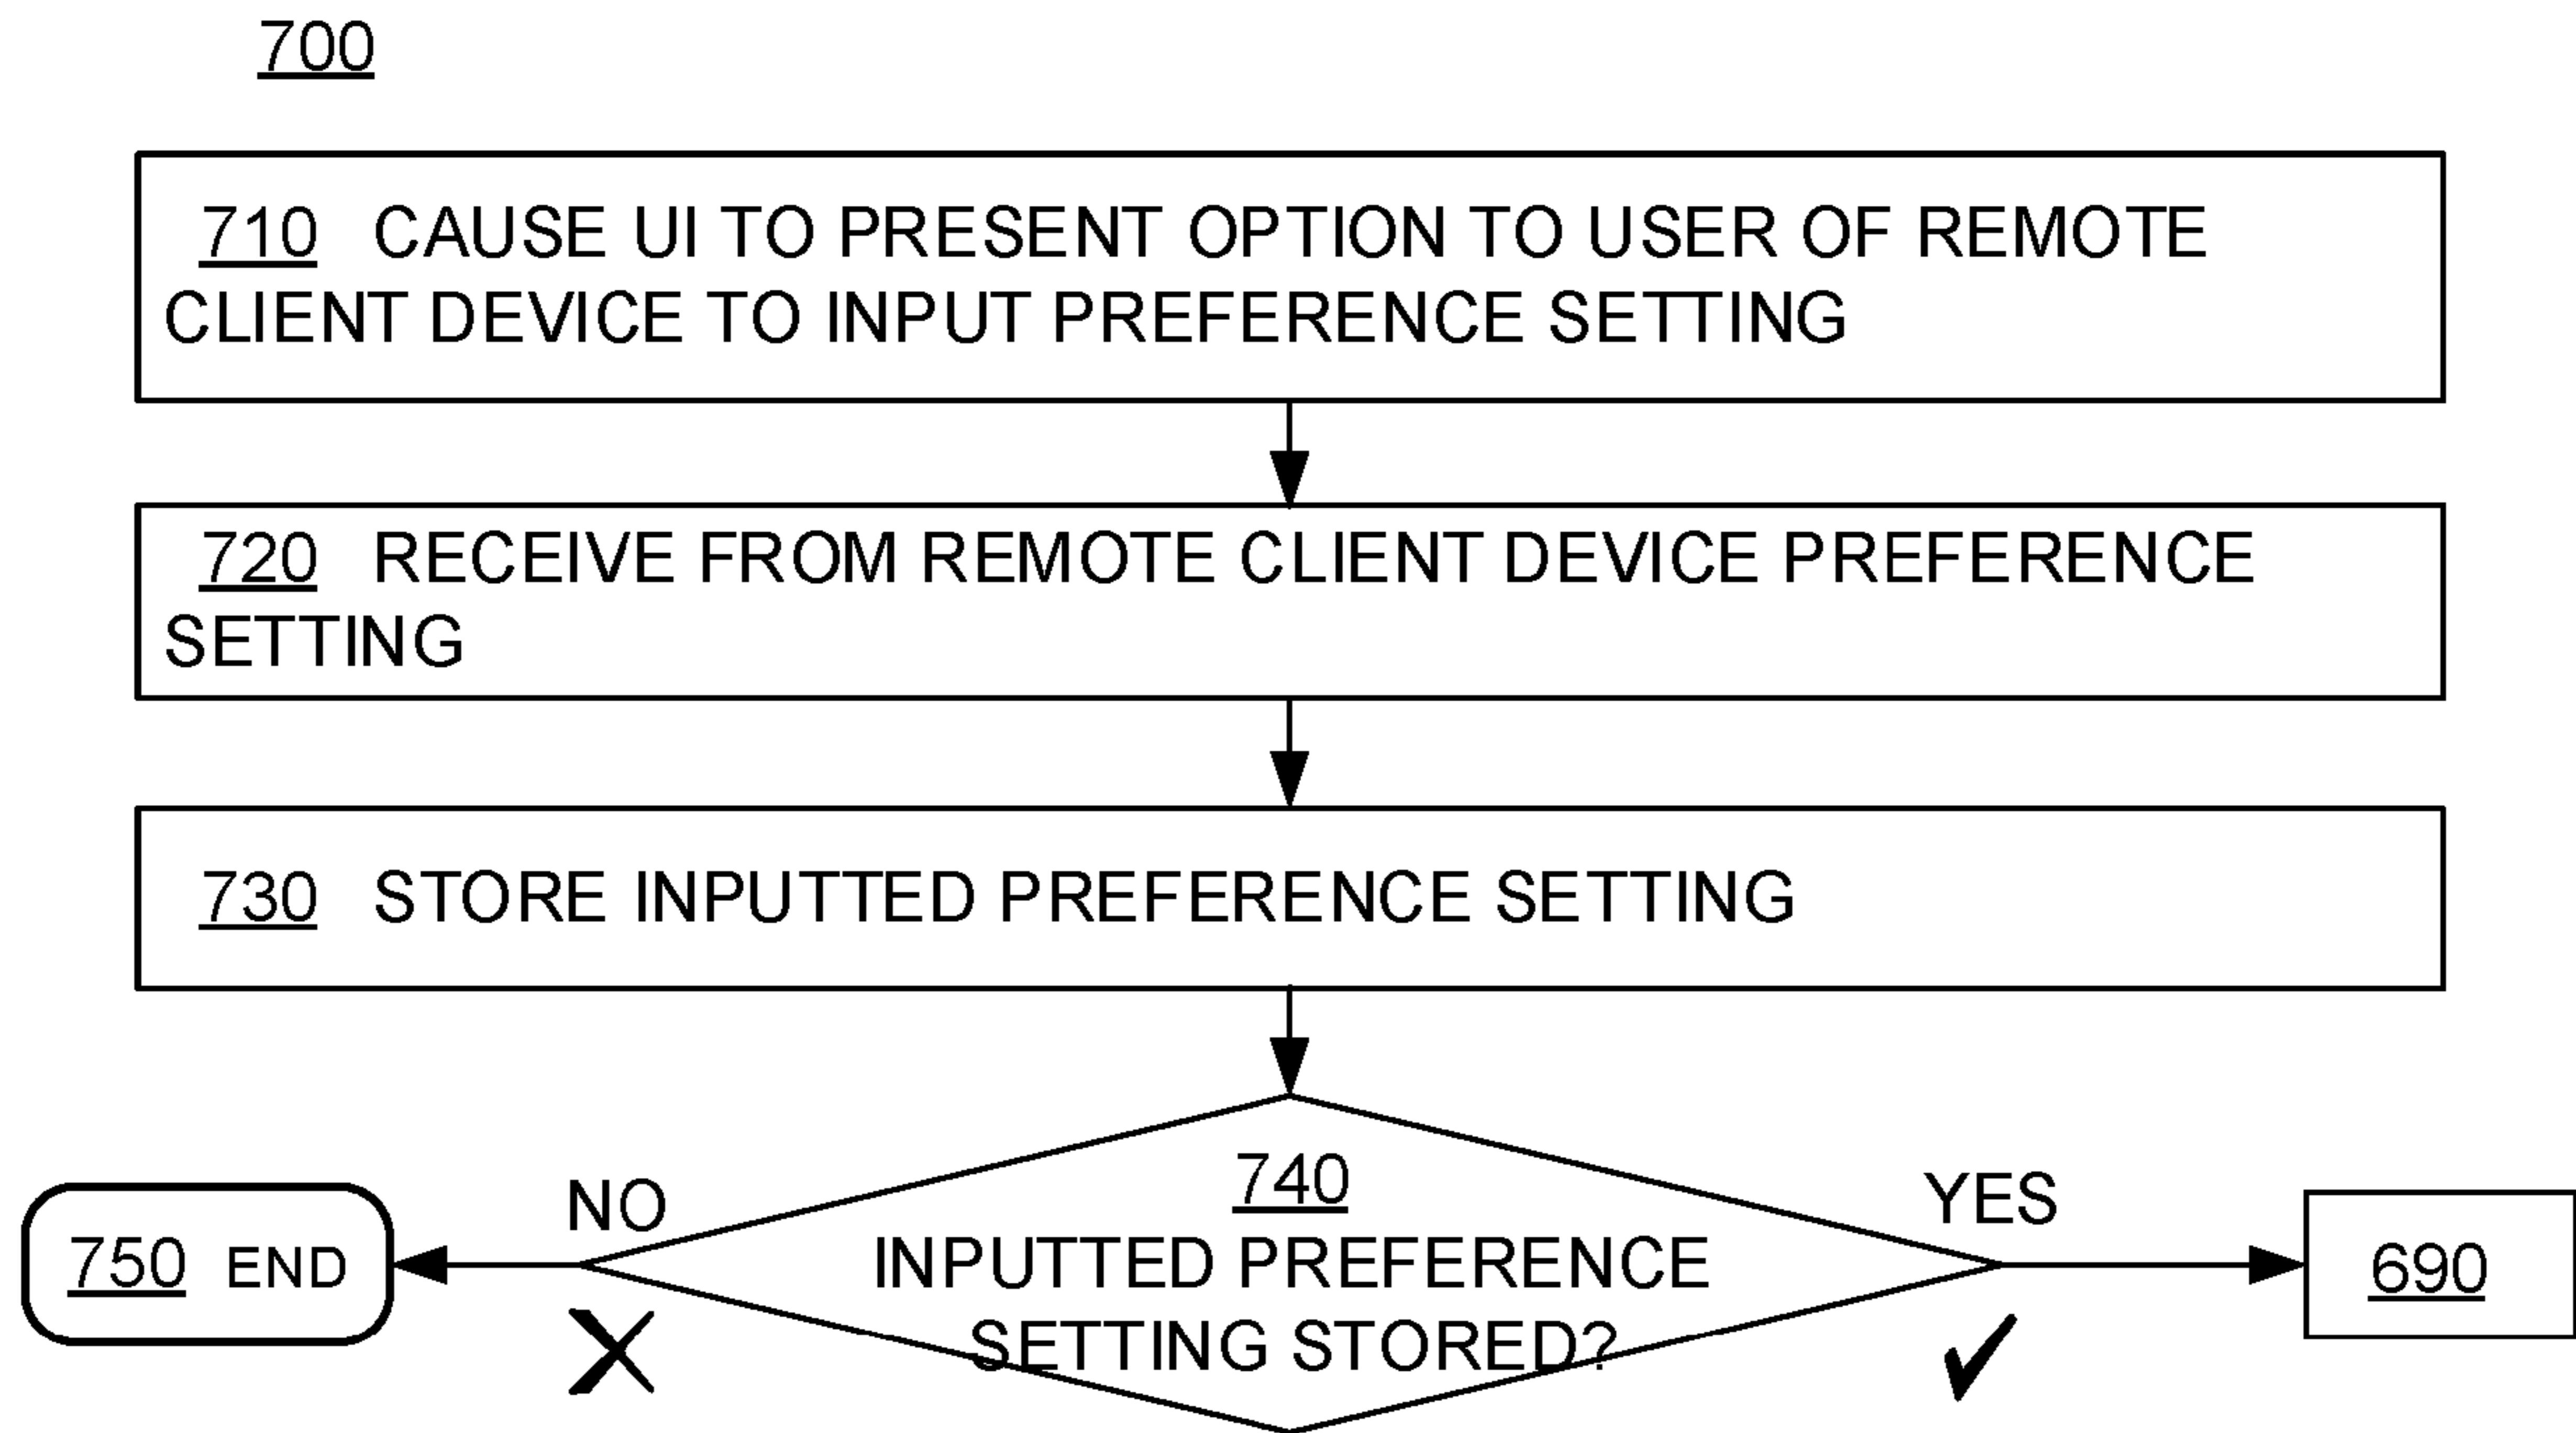 700
710 CAUSE UI TO PRESENT OPTION TO USER OF REMOTE
CLIENT DEVICE TO INPUT PREFERENCE SETTING
720 RECEIVE FROM REMOTE CLIENT DEVICE PREFERENCE
SETTING
730 STORE INPUTTED PREFERENCE SETTING
740
INPUTTED PREFERENCE
SETTING STORED?
NO
YES
750 END
690